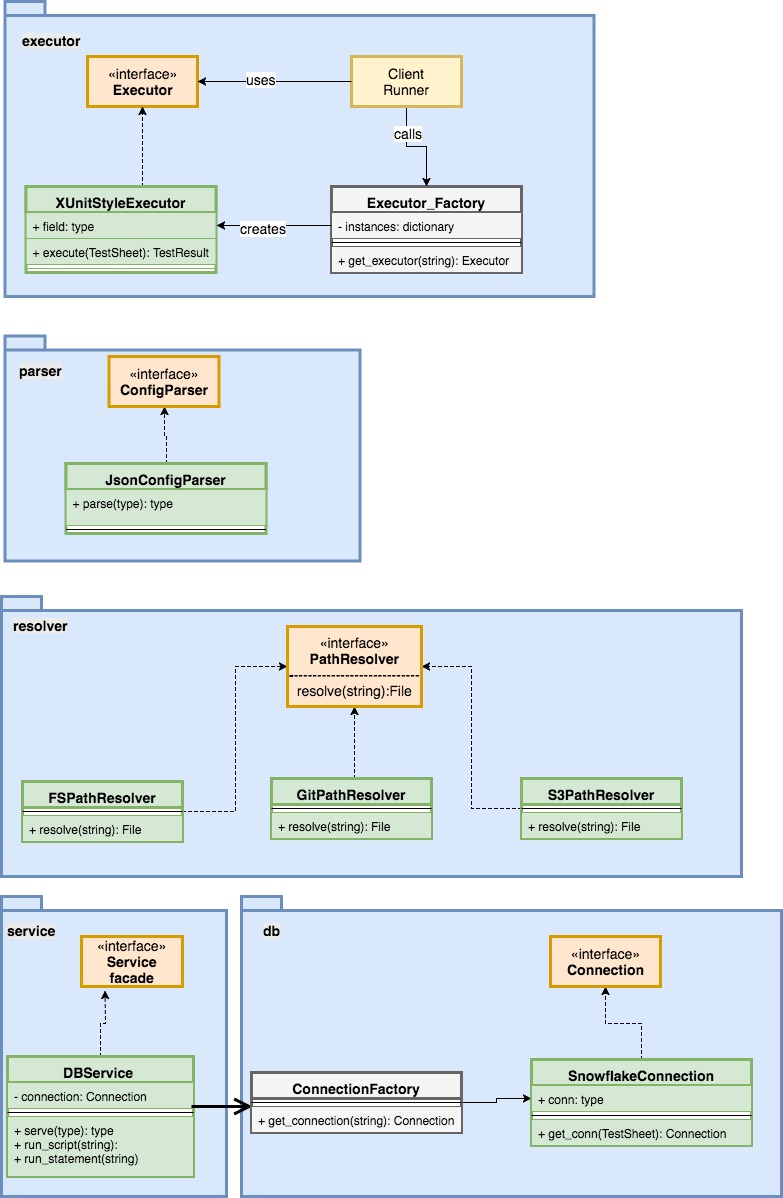 executor
«interface»
Executor
uses
Client
Runner
calls
XUnitStyleExecutor
+ field: type
+ execute(TestSheet): TestResult
creates
Executor_Factory
- instances: dictionary
+ get_executor(string): Executor
parser
«interface»
ConfigParser
JsonConfigParser
+ parse(type): type
resolver
«interface»
PathResolver
resolve(string):File
FSPathResolver
+ resolve(string): File
GitPathResolver
+ resolve(string): File
S3PathResolver
+ resolve(string): File
service
«interface»
Service
facade
DBService
- connection: Connection
+ serve(type): type
+ run_script(string):
+ run_statement(string)
db
«interface»
Connection
ConnectionFactory
+ get_connection(string): Connection
SnowflakeConnection
+ conn: type
+ get_conn(TestSheet): Connection